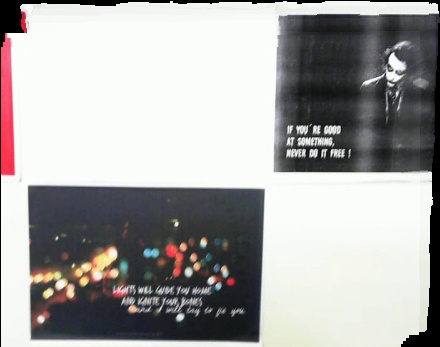 IF YOU'RE GOOD
AT SOMETHING,
NEVER DO IT FREE !
LIGHTS WILL GUIDE YOU HOME
AND IGNITE YOUR BONES
and i will try to fix you